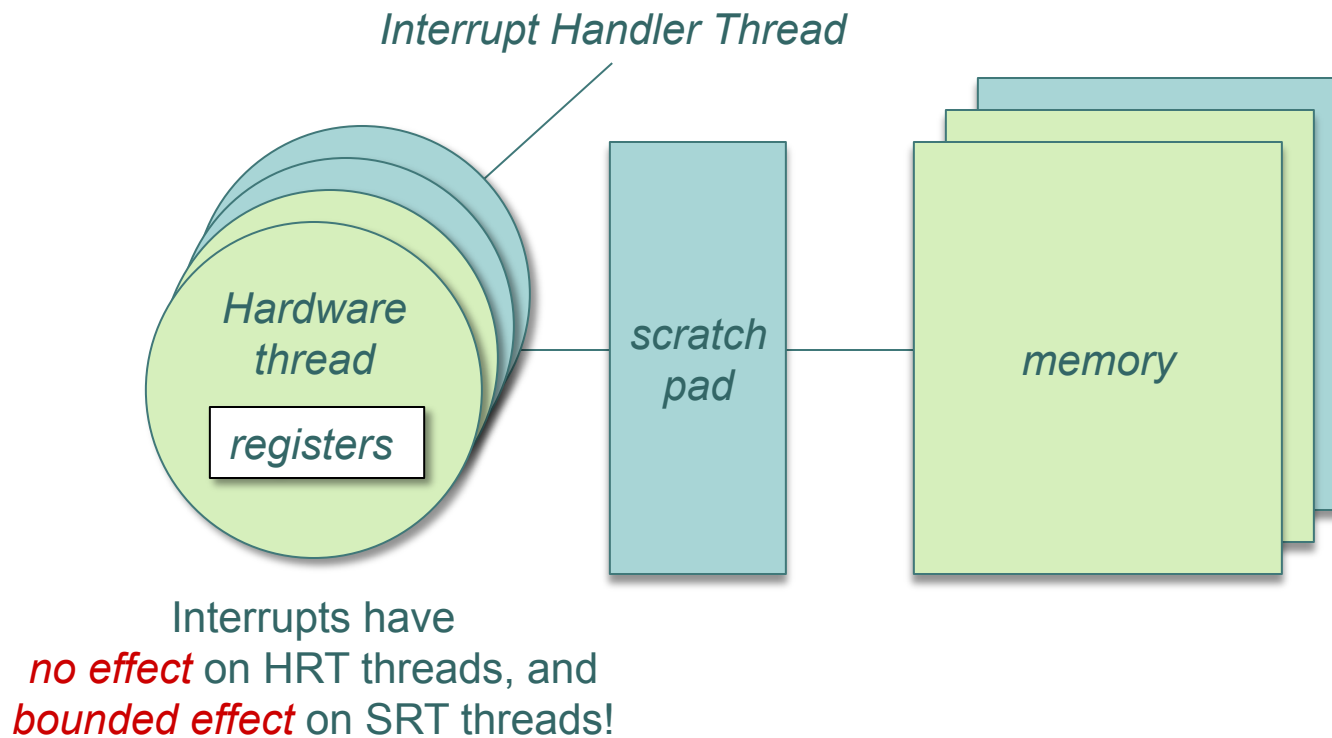 Interrupt Handler Thread
Hardware
thread
registers
scratch
pad
memory
Interrupts have
no effect on HRT threads, and
bounded effect on SRT threads!